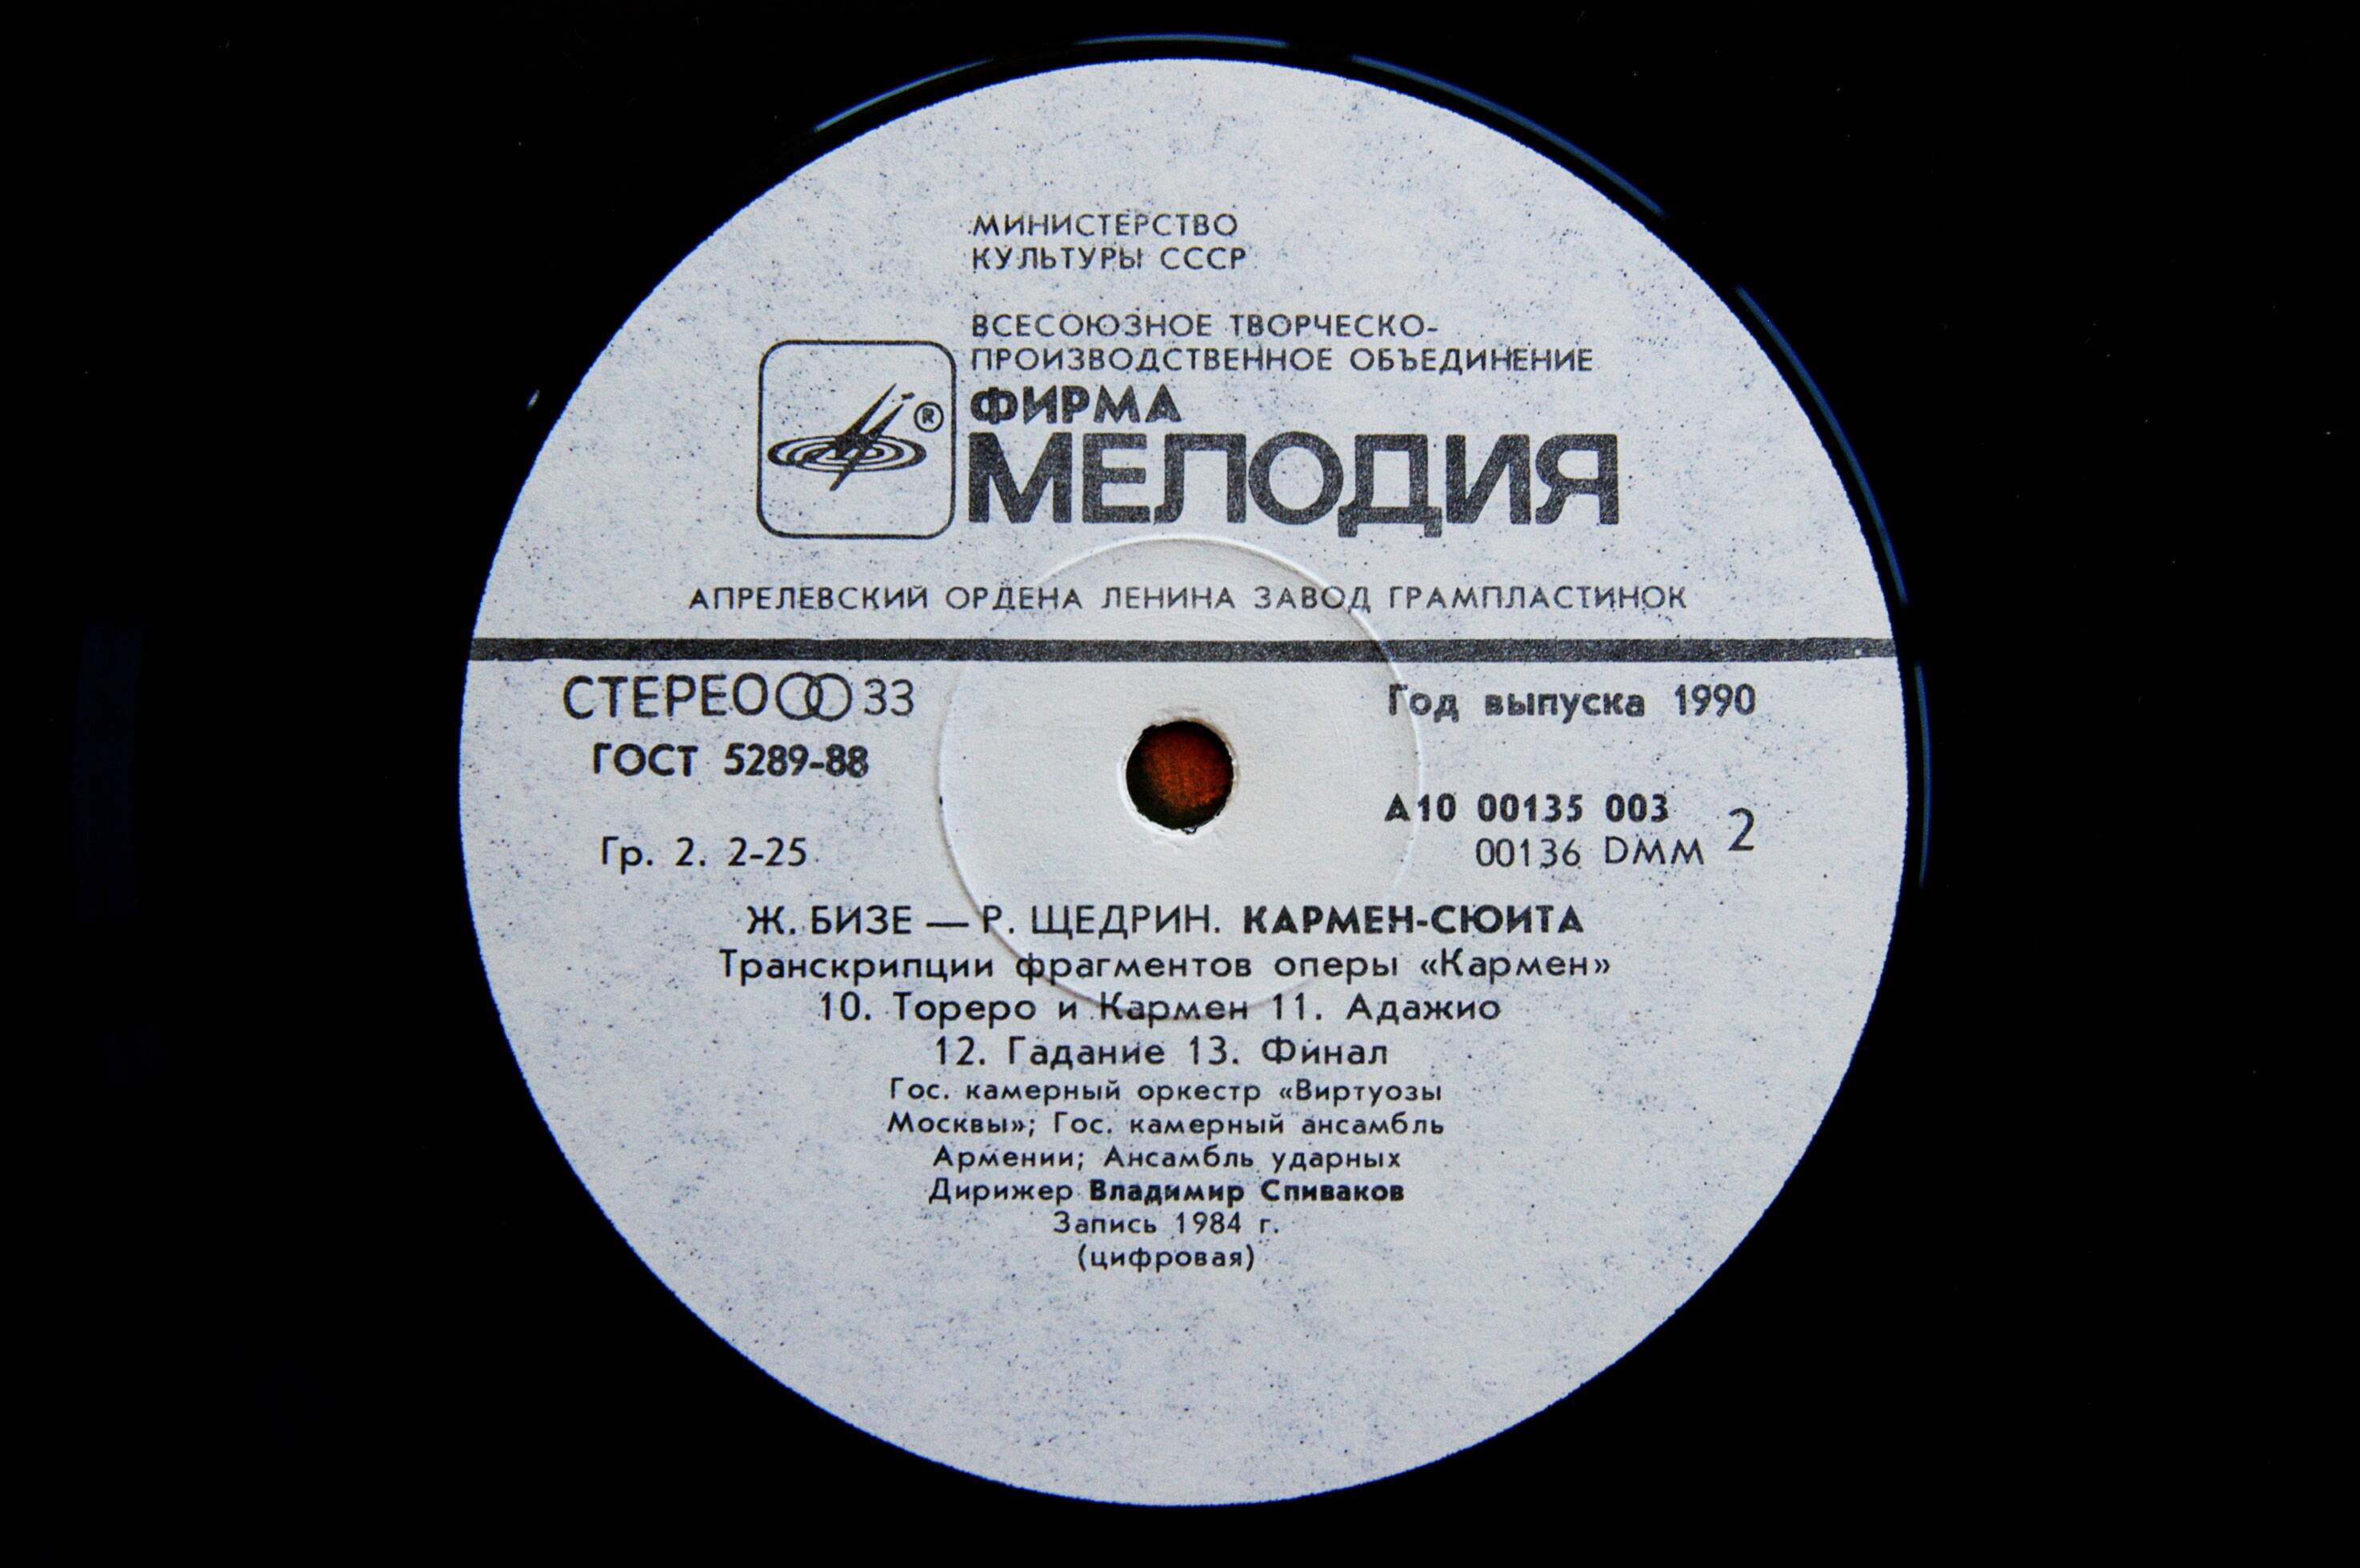 МИНИСТЕРСТВО
КУЛЬТУРЫ СССР
ВСЕСОЮЗНОЕ ТВОРЧЕСКО-
ПРОИЗВОДСТВЕННОЕ ОБЪЕДИНЕНИЕ
®
ФИРМА
МЕЛОДИЯ
АПРЕЛЕВСКИЙ ОРДЕНА ЛЕНИНА ЗАВОД ГРАМПЛАСТИНОК
СТЕРЕО 33
Год выпуска 1990
ГОСТ 5289-88
А10 00135 003
Гр. 2. 2-25
00136 DMM 2
Ж. БИЗЕ — Р. ЩЕДРИН. КАРМЕН-СЮИТА
Транскрипции фрагментов оперы «Кармен»
10. Тореро и Кармен 11. Адажио
12. Гадание 13. Финал
Гос. камерный оркестр «Виртуозы
Москвы»; Гос. камерный ансамбль
Армении; Ансамбль ударных
Дирижер Владимир Спиваков
Запись 1984 г.
(цифровая)